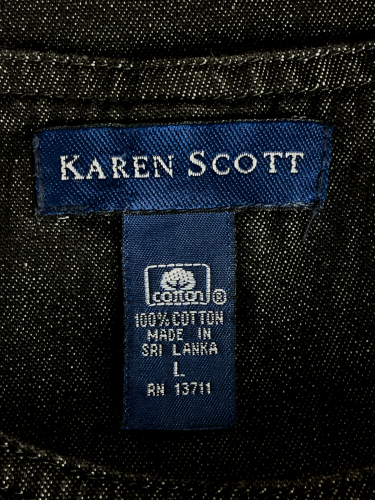 KAREN SCOTT
cotton ®
100% COTTON
MADE IN
SRI LANKA
L
RN 13711